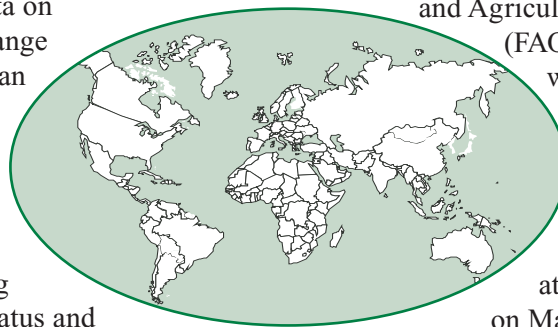 ta on
ange
an
g
atus and
and Agricul
(FAO
w
at
on Ma